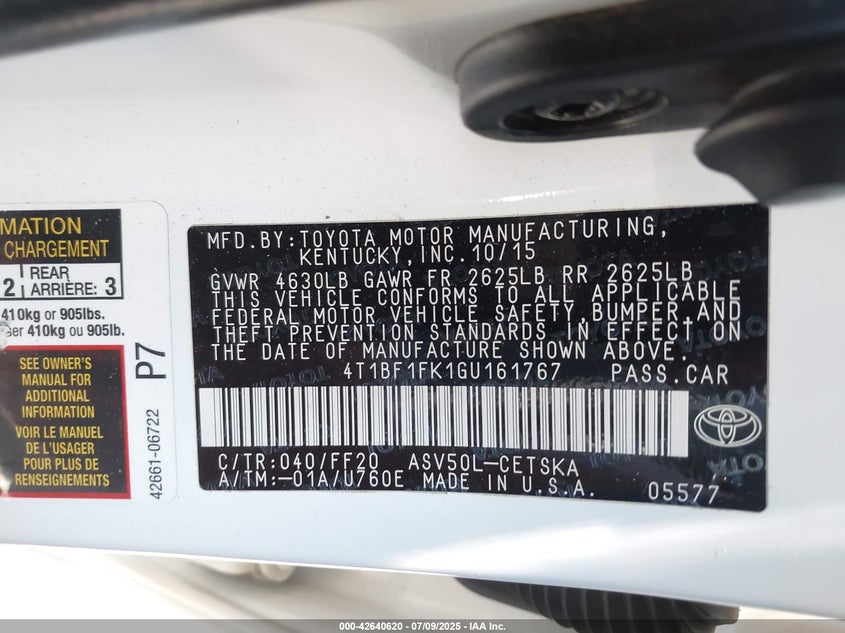 MATION
CHARGEMENT
2 REAR ARRIÈRE: 3
410kg or 905lbs.
ser 410kg ou 905lb.
SEE OWNER'S
MANUAL FOR
ADDITIONAL
INFORMATION
VOIR LE MANUEL
DE L'USAGER
POUR PLUS DE
RENSEIGNEMENTS
P7
42661-06722
MFD.BY:TOYOTA MOTOR MANUFACTURING,
KENTUCKY,INC.10/15
GVWR 4630LB GAWR FR 2625LB RR 2625LB
THIS VEHICLE CONFORMS TO ALL APPLICABLE
FEDERAL MOTOR VEHICLE SAFETY,BUMPER,AND
THEFT PREVENTION STANDARDS IN EFFECT ON
THE DATE OF MANUFACTURE SHOWN ABOVE.
4T1BF1FK1GU161767 PASS.CAR
C/TR:040/FF20 ASV50L-CETSKA
A/TM:-01A/U760E MADE IN U.S.A. 05577
TOYOTA
000-42640620 - 07/09/2025 - IAA Inc.